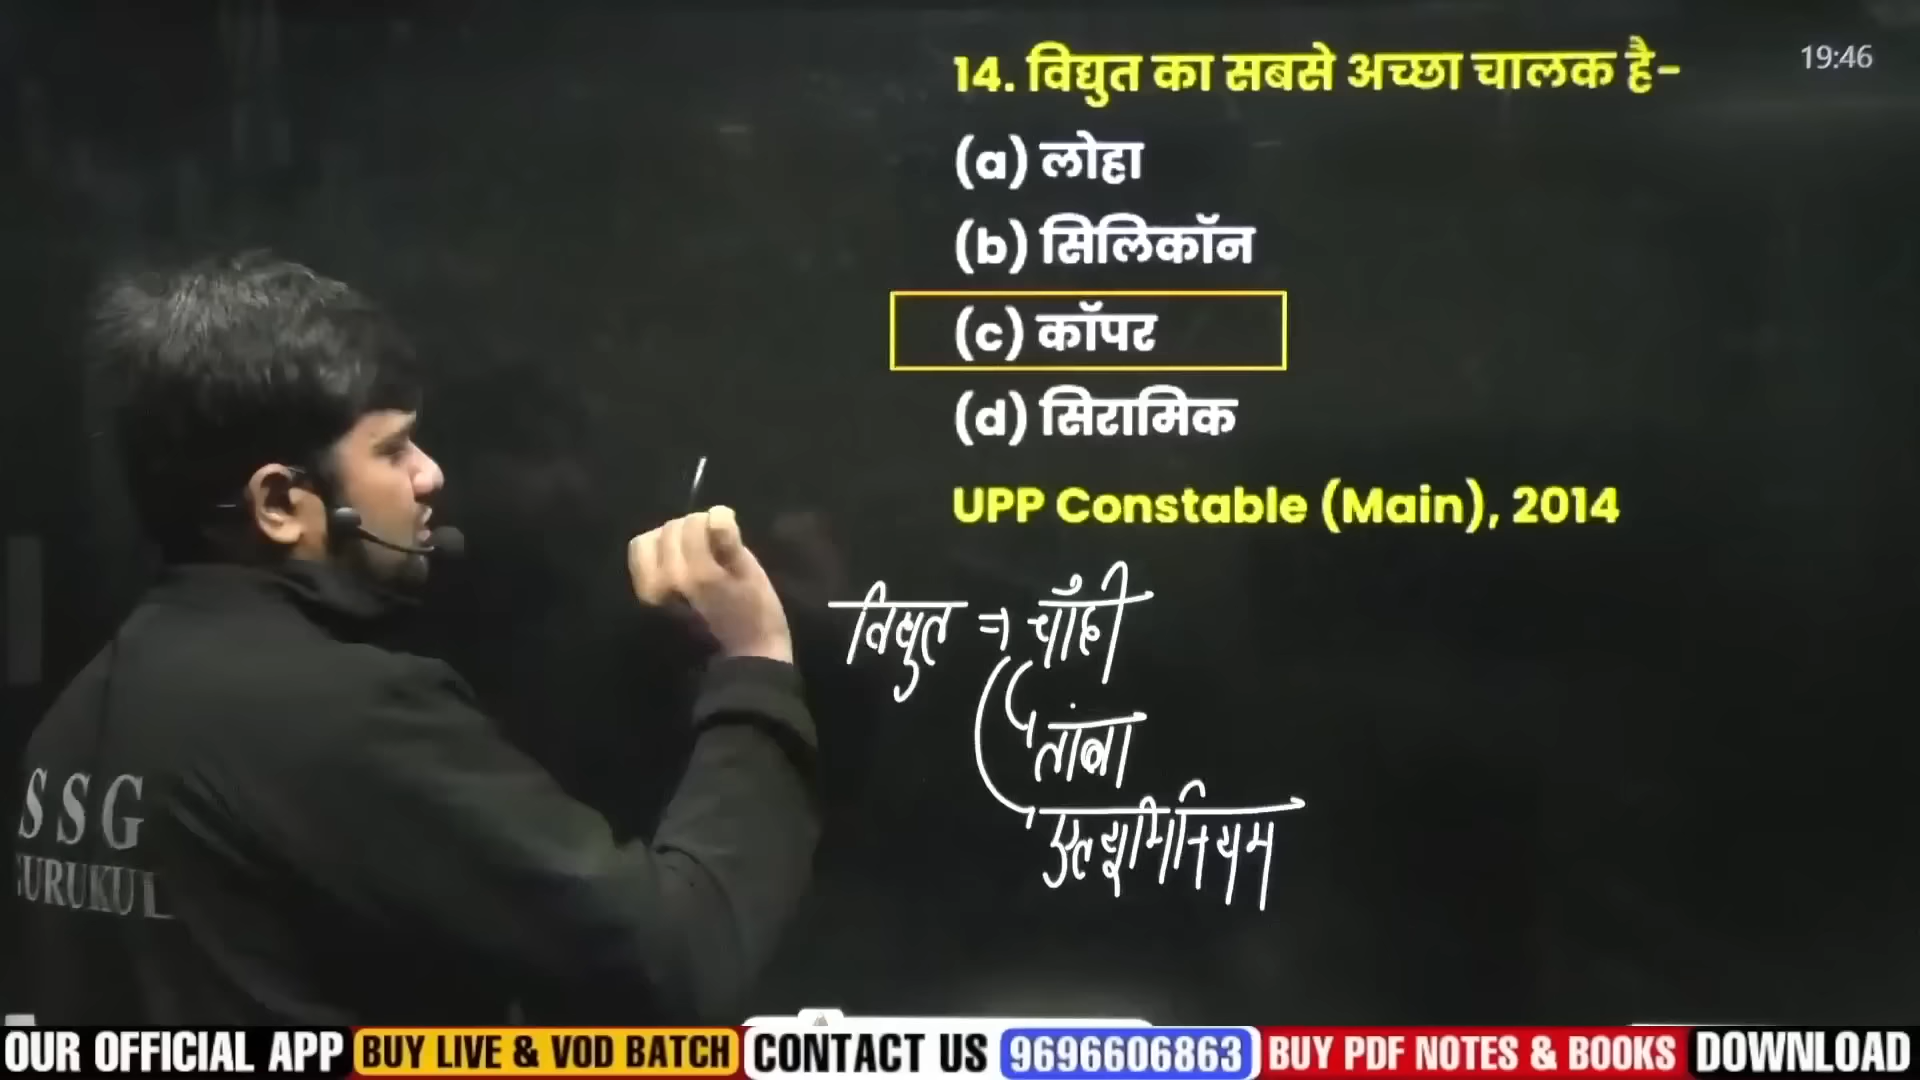 14. विद्युत का सबसे अच्छा चालक है-
19:46
(a) लोहा
(b) सिलिकॉन
(c) कॉपर
(d) सिरामिक
UPP Constable (Main), 2014
विद्युत => चाँदी
तांबा
एल्युमिनियम
SSG
GURUKUL
OUR OFFICIAL APP BUY LIVE & VOD BATCH CONTACT US 9696606863 BUY PDF NOTES & BOOKS DOWNLOAD